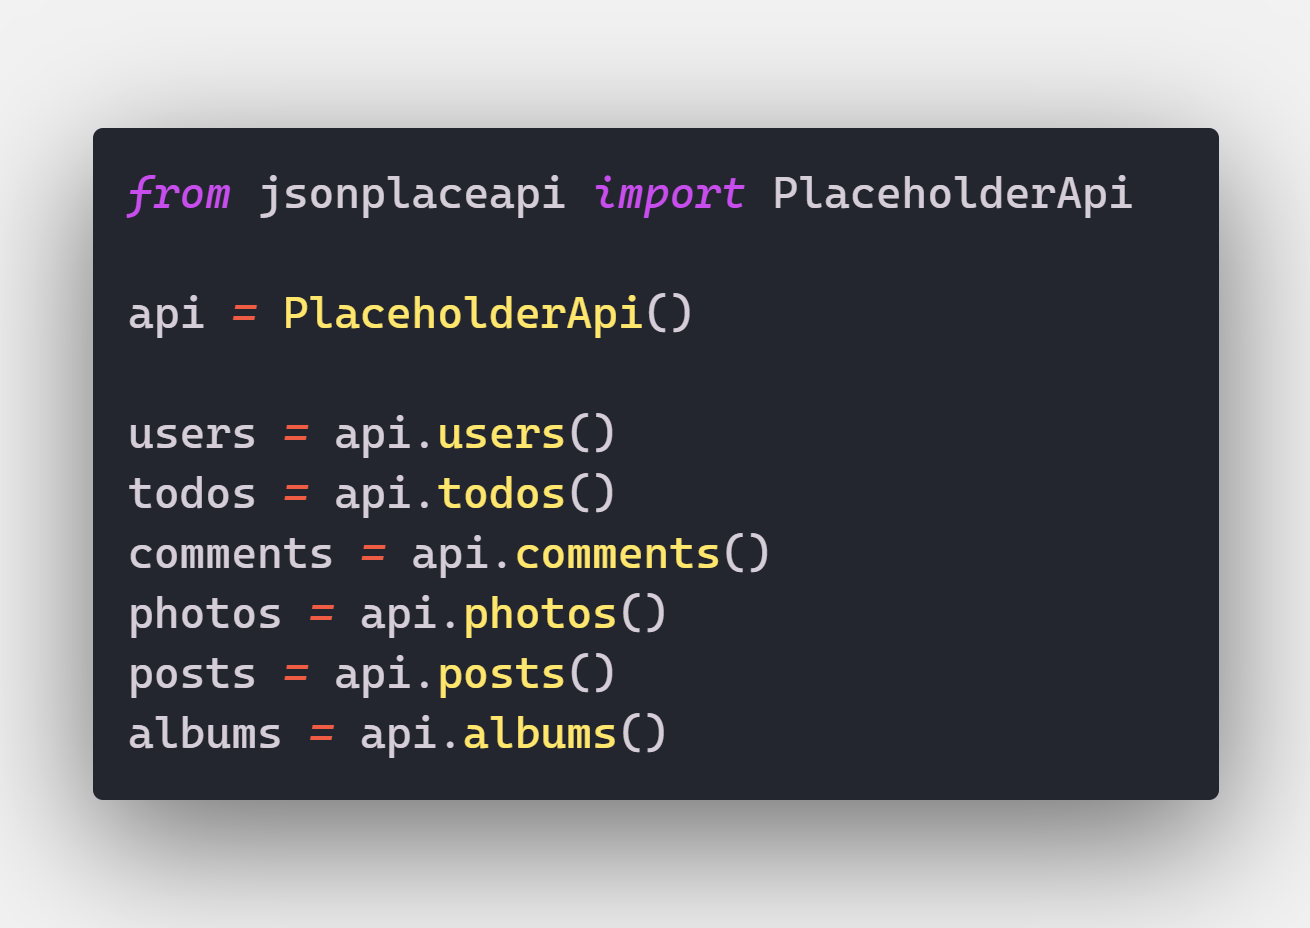 from jsonplaceapi import PlaceholderApi
api = PlaceholderApi()
users = api.users()
todos = api.todos()
comments = api.comments()
photos = api.photos()
posts = api.posts()
albums = api.albums()